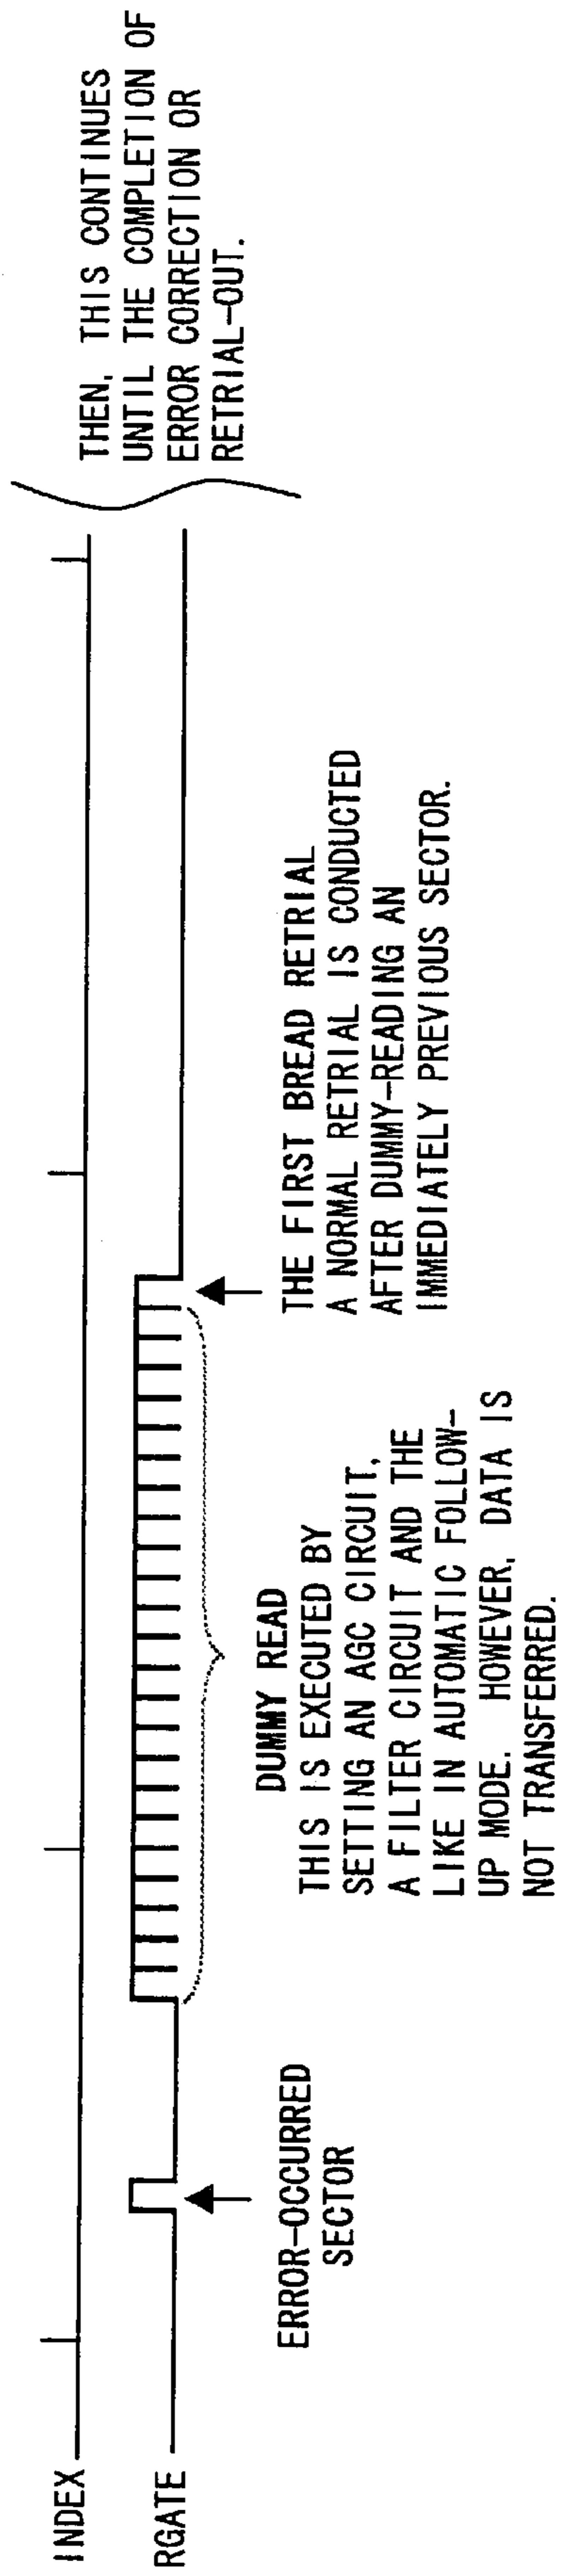 INDEX
RGATE
ERROR-OCCURRED
SECTOR
DUMMY READ
THIS IS EXECUTED BY
SETTING AN AGC CIRCUIT,
A FILTER CIRCUIT AND THE
LIKE IN AUTOMATIC FOLLOW-
UP MODE. HOWEVER, DATA IS
NOT TRANSFERRED.
THE FIRST BREAD RETRIAL
A NORMAL RETRIAL IS CONDUCTED
AFTER DUMMY-READING AN
IMMEDIATELY PREVIOUS SECTOR.
THEN, THIS CONTINUES
UNTIL THE COMPLETION OF
ERROR CORRECTION OR
RETRIAL-OUT.